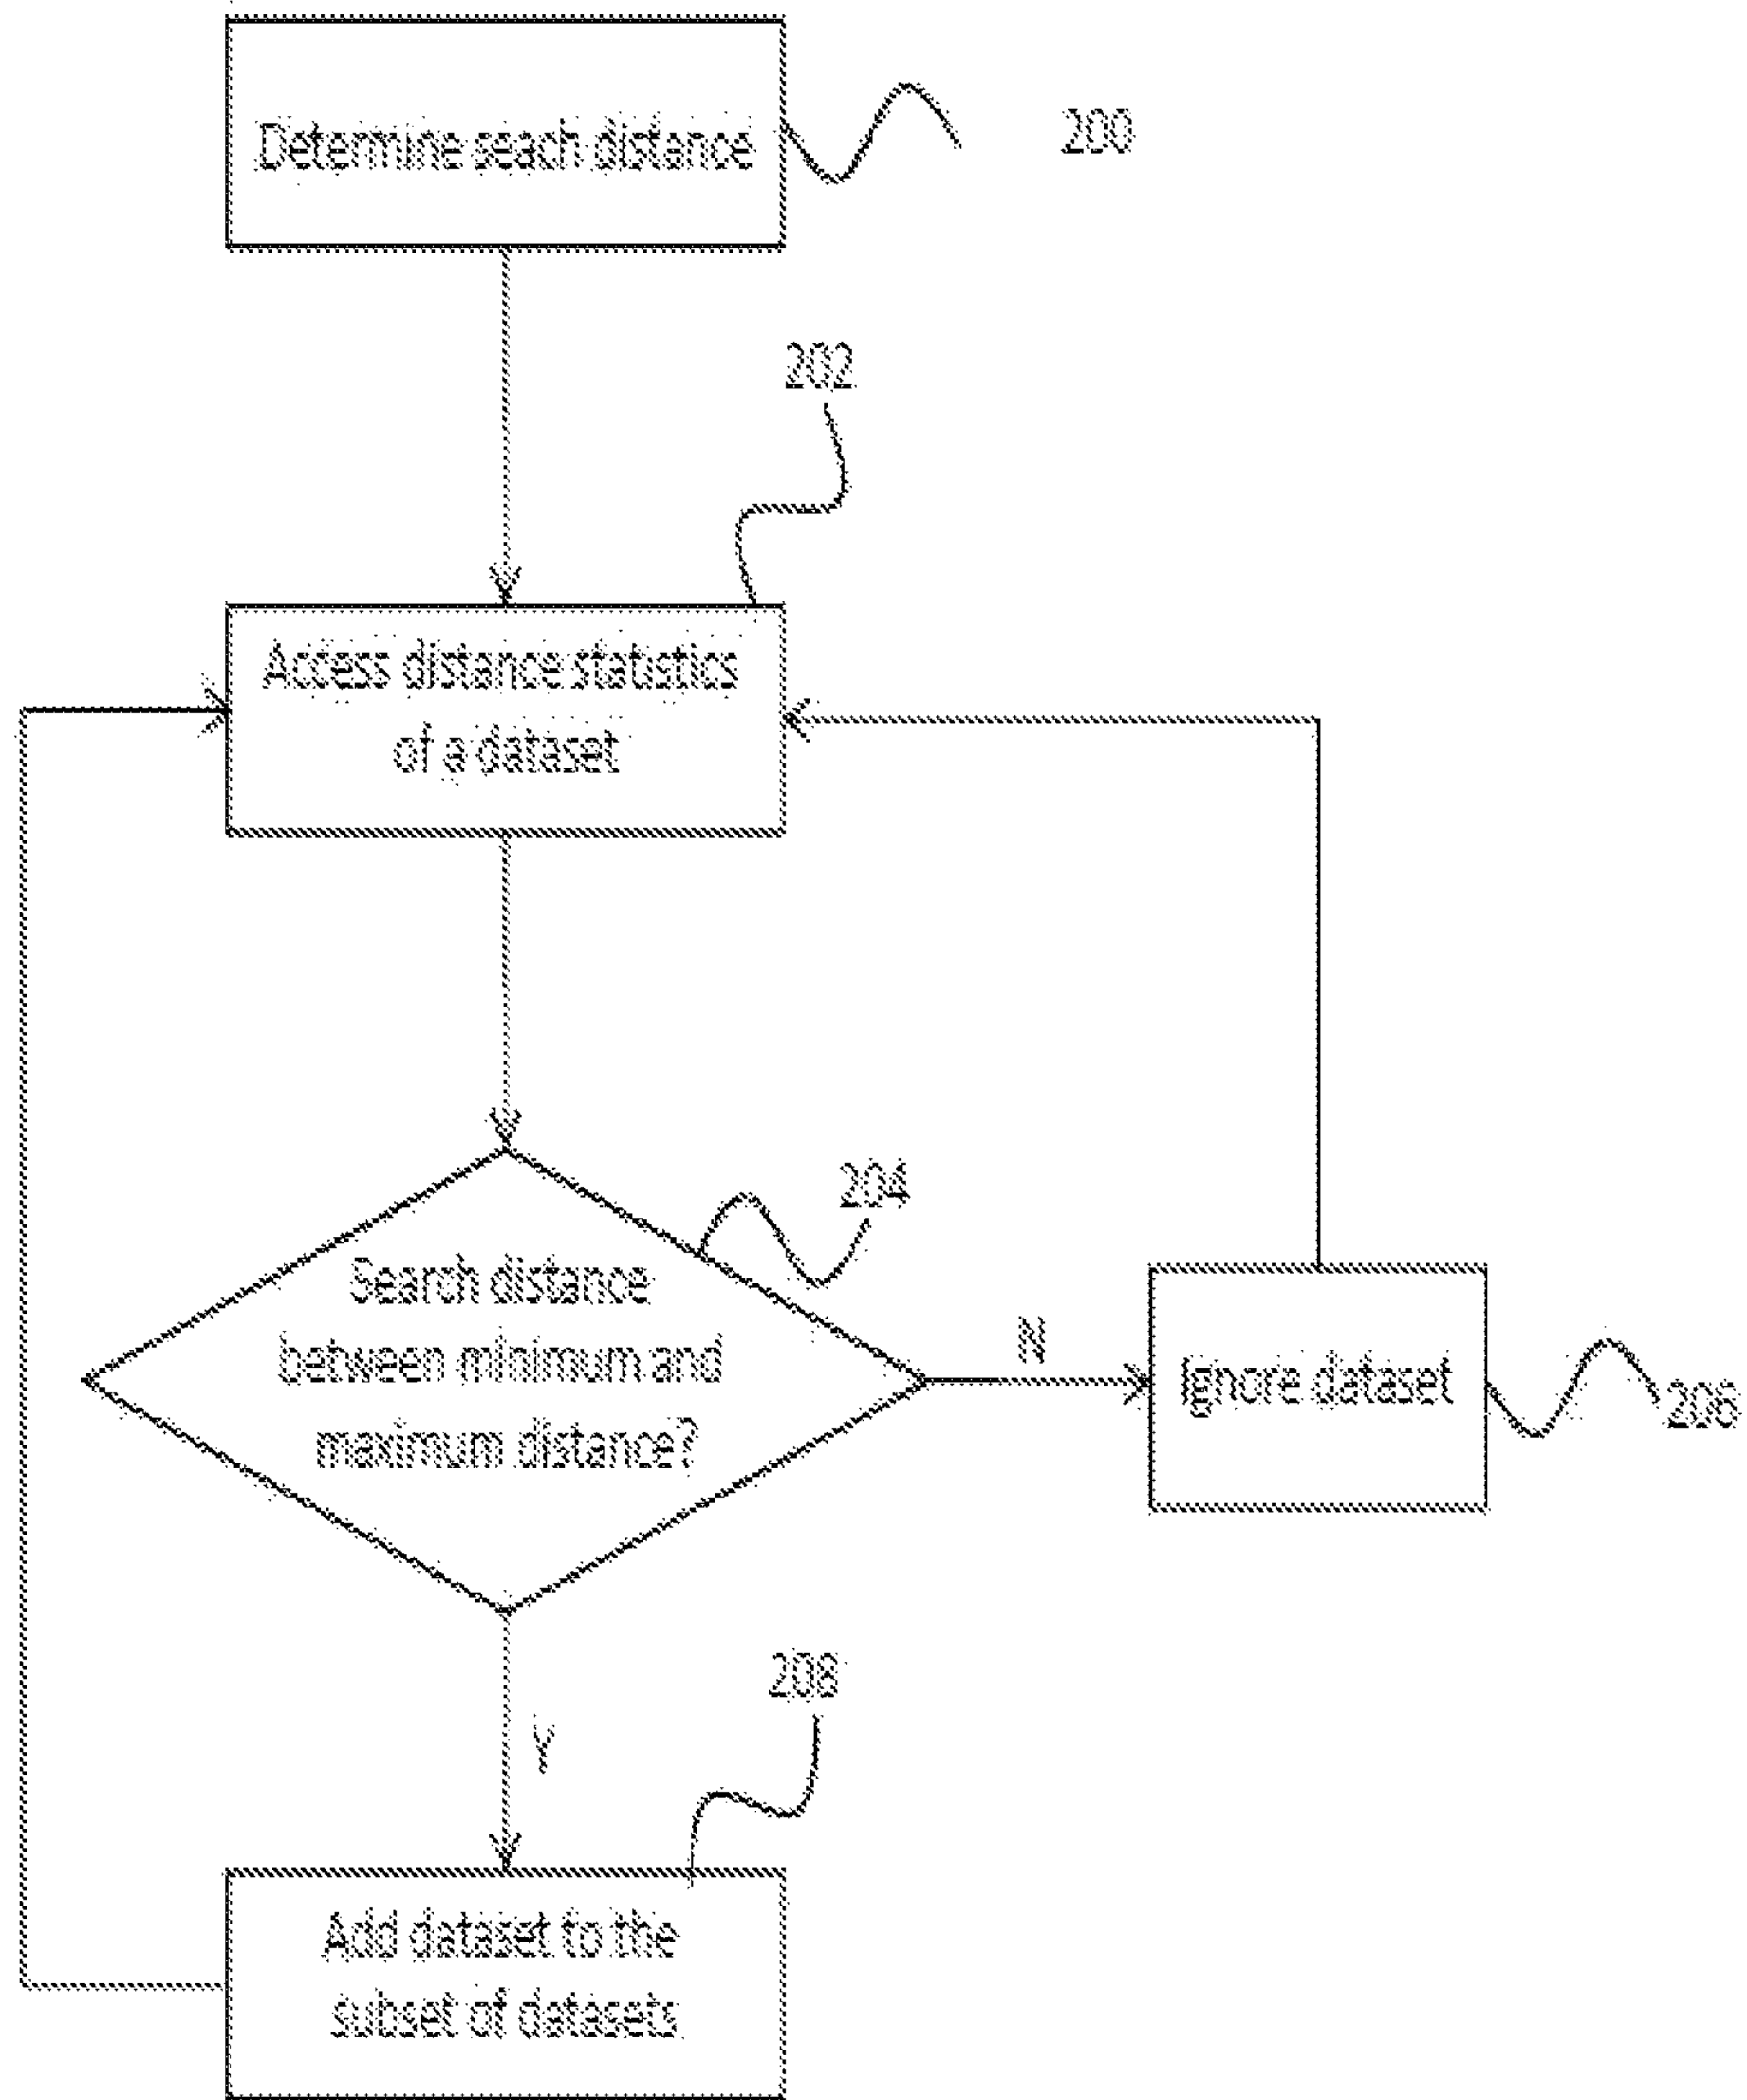 Determine seach distance
200
202
Access distance statistics
of a dataset
204
Search distance
between minimum and
maximum distance?
N
Ignore dataset
206
208
Y
Add dataset to the
subset of datasets